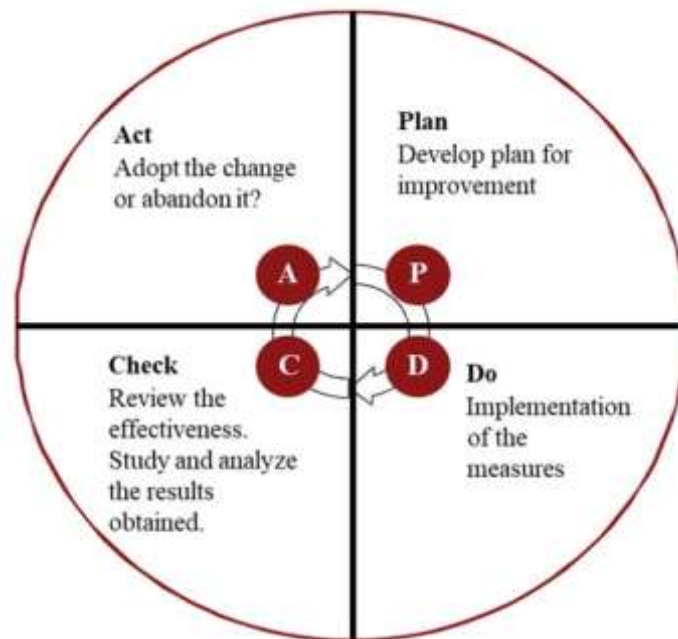 Act
Adopt the change
or abandon it?
Plan
Develop plan for
improvement
A
P
C
D
Check
Review the
effectiveness.
Study and analyze
the results
obtained.
Do
Implementation
of the
measures